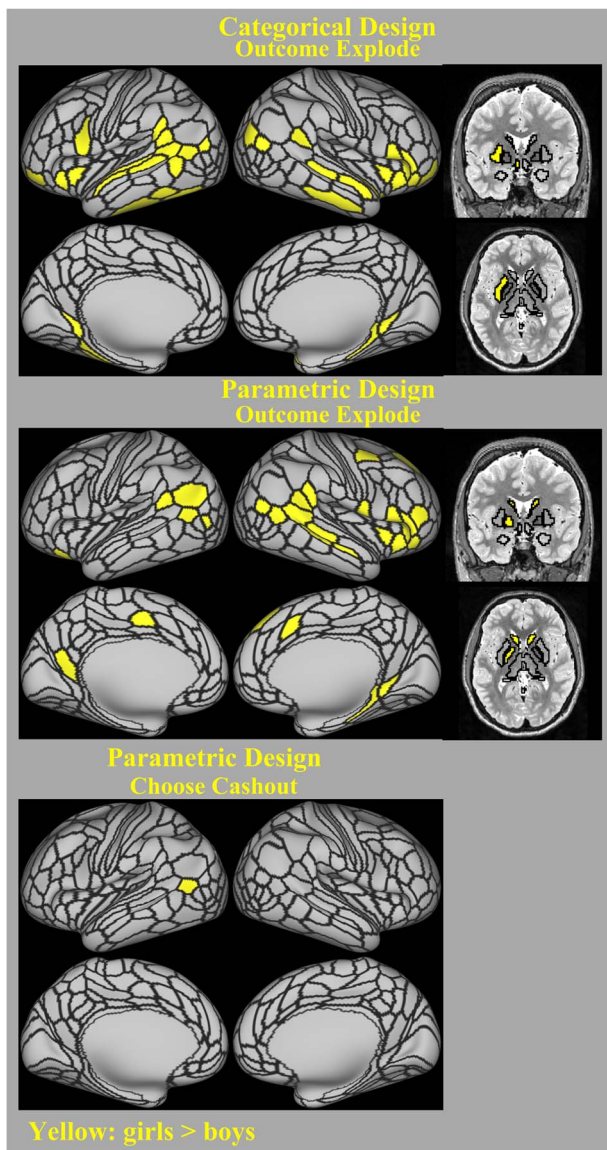 Categorical Design
Outcome Explode
Parametric Design
Outcome Explode
Parametric Design
Choose Cashout
Yellow: girls > boys